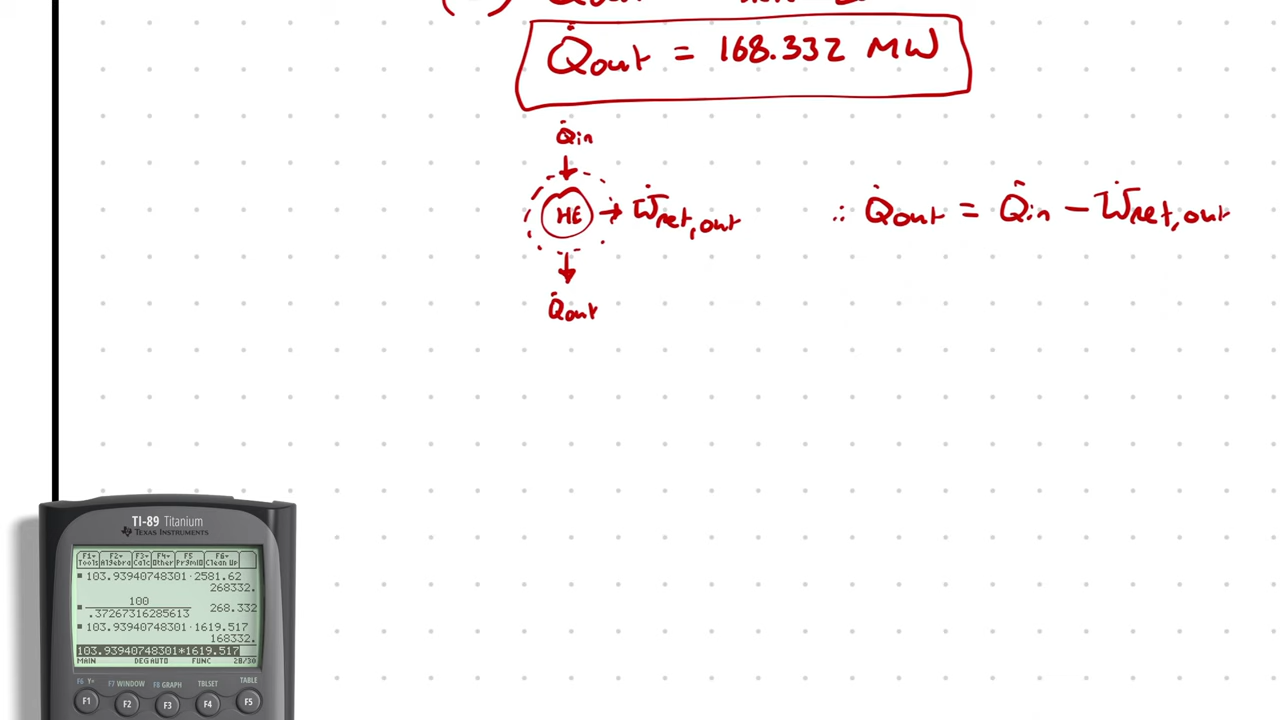 Q̇out = 168.332 MW
Q̇in
HE → Ẇnet,out
∴ Q̇out = Q̇in − Ẇnet,out
Q̇out
TI-89 Titanium
TEXAS INSTRUMENTS
F1 Tools F2 Algebra F3 Calc F4 Other F5 PrgmIO F6 Clean Up
103.93940748301·2581.62
268332.
100
.37267316285613
268.332
103.93940748301·1619.517
168332.
103.93940748301*1619.517
MAIN DEG AUTO FUNC 28/30
F6 Y= F7 WINDOW F8 GRAPH TBLSET TABLE
F1 F2 F3 F4 F5